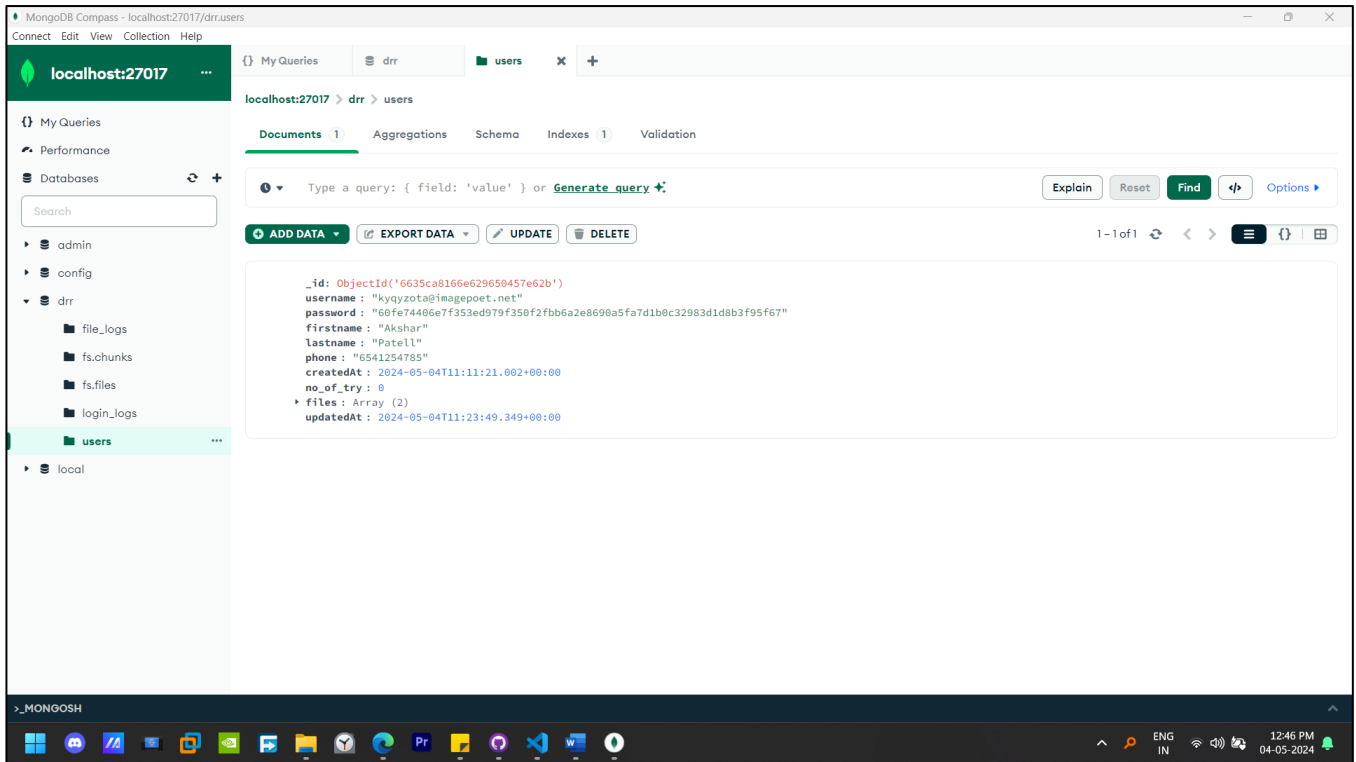 MongoDB Compass - localhost:27017/drr.users
Connect Edit View Collection Help
localhost:27017 ...
{} My Queries
drr
users
localhost:27017 > drr > users
My Queries
Performance
Databases
Search
admin
config
drr
file_logs
fs.chunks
fs.files
login_logs
users ...
local
Documents 1 Aggregations Schema Indexes 1 Validation
Type a query: { field: 'value' } or Generate query
Explain Reset Find </> Options
ADD DATA EXPORT DATA UPDATE DELETE
1 – 1 of 1
{}
_id: ObjectId('6635ca8166e629650457e62b')
username : "kyqyzota@imagepoet.net"
password : "60fe74406e7f353ed979f350f2fbb6a2e8690a5fa7d1b0c32983d1d8b3f95f67"
firstname : "Akshar"
lastname : "Patell"
phone : "6541254785"
createdAt : 2024-05-04T11:11:21.002+00:00
no_of_try : 0
files : Array (2)
updatedAt : 2024-05-04T11:23:49.349+00:00
>_MONGOSH
Pr
ENG
IN
12:46 PM
04-05-2024